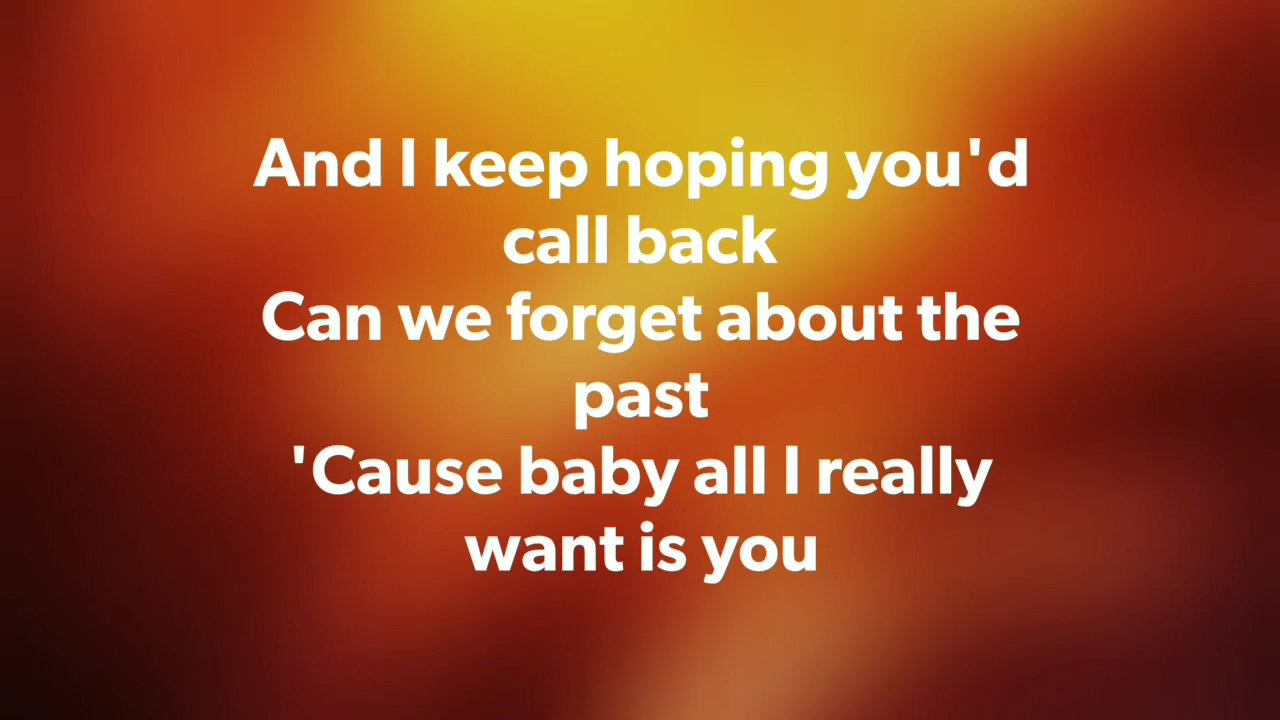 And I keep hoping you'd
call back
Can we forget about the
past
'Cause baby all I really
want is you